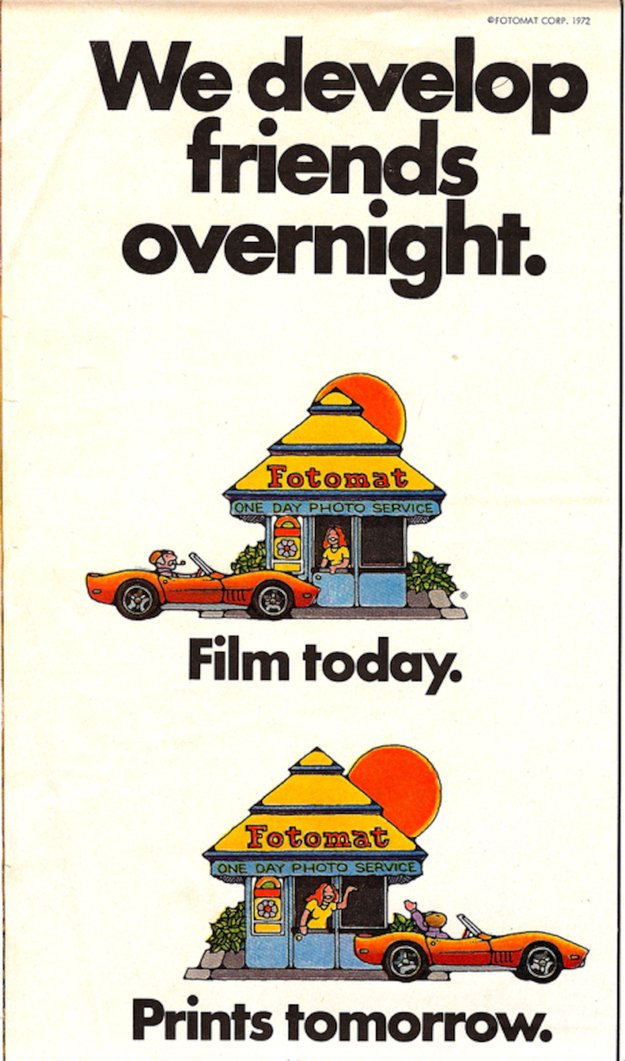 ©FOTOMAT CORP. 1972
We develop
friends
overnight.
Fotomat
ONE DAY PHOTO SERVICE
®
Film today.
Fotomat
ONE DAY PHOTO SERVICE
Prints tomorrow.